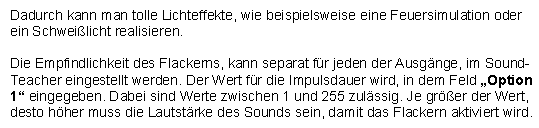 Dadurch kann man tolle Lichteffekte, wie beispielsweise eine Feuersimulation oder
ein Schweißlicht realisieren.
Die Empfindlichkeit des Flackerns, kann separat für jeden der Ausgänge, im Sound-
Teacher eingestellt werden. Der Wert für die Impulsdauer wird, in dem Feld „Option
1“ eingegeben. Dabei sind Werte zwischen 1 und 255 zulässig. Je größer der Wert,
desto höher muss die Lautstärke des Sounds sein, damit das Flackern aktiviert wird.